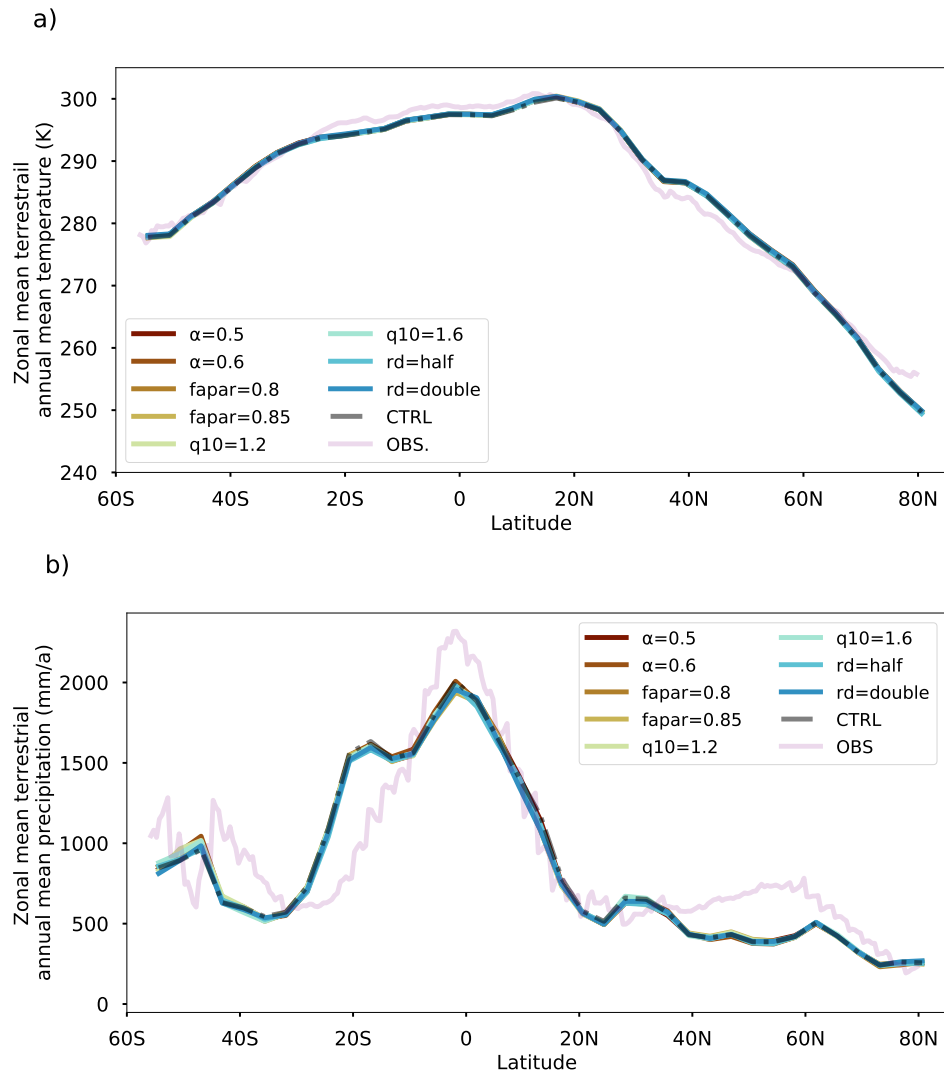 a)
Zonal mean terrestrail
annual mean temperature (K)
300
290
280
270
260
250
240
60S 40S 20S 0 20N 40N 60N 80N
Latitude
α=0.5
α=0.6
fapar=0.8
fapar=0.85
q10=1.2
q10=1.6
rd=half
rd=double
CTRL
OBS.
b)
Zonal mean terrestrial
annual mean precipitation (mm/a)
2000
1500
1000
500
0
60S 40S 20S 0 20N 40N 60N 80N
Latitude
α=0.5
α=0.6
fapar=0.8
fapar=0.85
q10=1.2
q10=1.6
rd=half
rd=double
CTRL
OBS